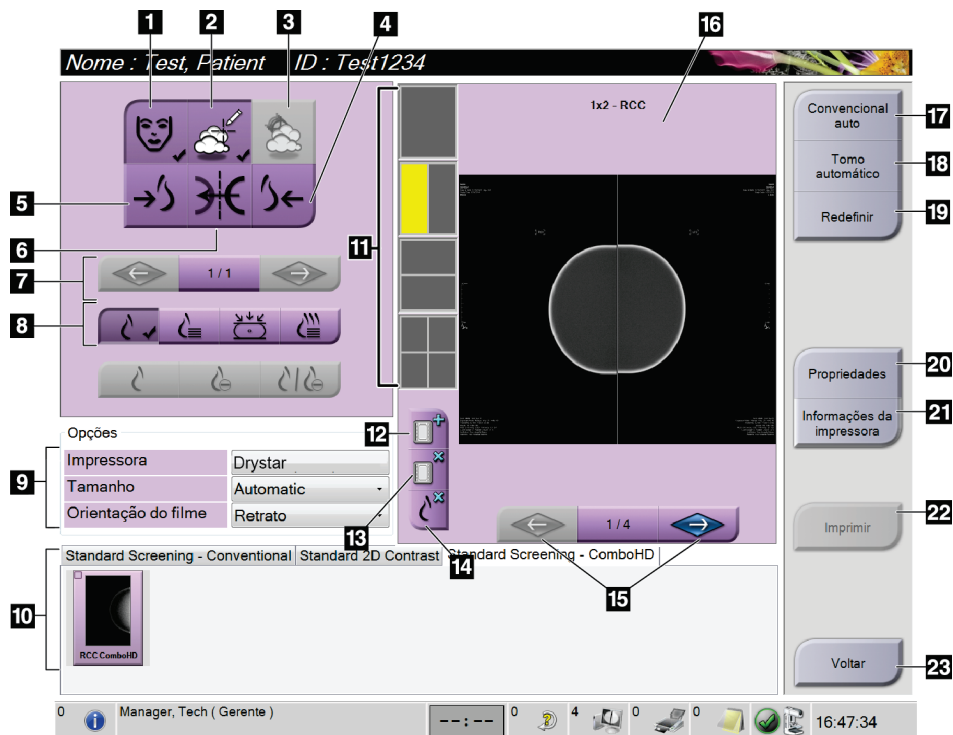 1
2
3
4
16
Nome : Test, Patient ID : Test1234
1x2 - RCC
Convencional
auto
17
Tomo
automático
18
Redefinir
19
5
6
11
7
1/1
8
Propriedades
20
Informações da
impressora
21
Opções
12
9
Impressora
Drystar
Tamanho
Automatic
Orientação do filme
Retrato
13
14
1/4
15
Imprimir
22
Standard Screening - Conventional
Standard 2D Contrast
Standard Screening - ComboHD
10
RCC ComboHD
Voltar
23
0
Manager, Tech ( Gerente )
--:--
0
4
0
0
16:47:34